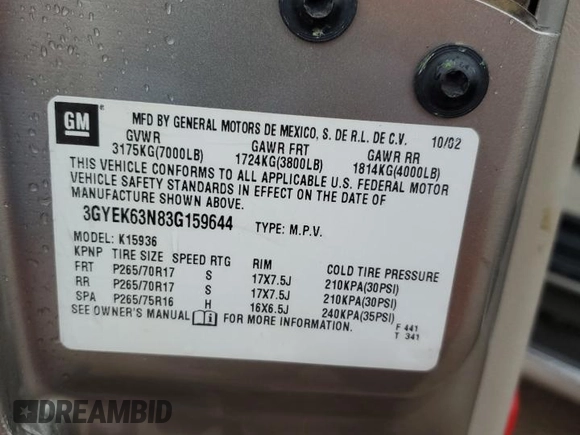 GM ®
MFD BY GENERAL MOTORS DE MEXICO, S. DE R.L. DE C.V. 10/02
GVWR GAWR FRT GAWR RR
3175KG(7000LB) 1724KG(3800LB) 1814KG(4000LB)
THIS VEHICLE CONFORMS TO ALL APPLICABLE U.S. FEDERAL MOTOR
VEHICLE SAFETY STANDARDS IN EFFECT ON THE DATE OF
MANUFACTURE SHOWN ABOVE.
3GYEK63N83G159644 TYPE: M.P.V.
MODEL: K15936
KPNP TIRE SIZE SPEED RTG RIM COLD TIRE PRESSURE
FRT P265/70R17 S 17X7.5J 210KPA(30PSI)
RR P265/70R17 S 17X7.5J 210KPA(30PSI)
SPA P265/75R16 H 16X6.5J 240KPA(35PSI)
SEE OWNER'S MANUAL FOR MORE INFORMATION.
F 441
T 341
DREAMBID